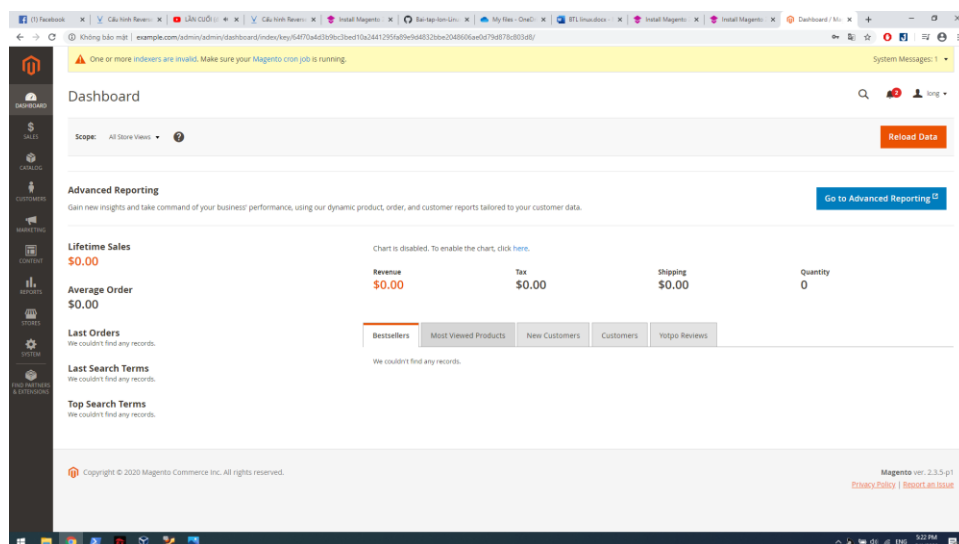 (1) Facebook
Cấu hình Revers
LẦN CUỐI (
Cấu hình Revers
Install Magento
Bai-tap-lon-Linu
My files - OneD
BTL linux.docx
Install Magento
Install Magento
Dashboard / Ma
Không bảo mật | example.com/admin/admin/dashboard/index/key/
One or more indexers are invalid. Make sure your Magento cron job is running.
System Messages: 1
DASHBOARD
SALES
CATALOG
CUSTOMERS
MARKETING
CONTENT
REPORTS
STORES
SYSTEM
FIND PARTNERS
& EXTENSIONS
Dashboard
2
long
Scope: All Store Views
?
Reload Data
Advanced Reporting
Gain new insights and take command of your business' performance, using our dynamic product, order, and customer reports tailored to your customer data.
Go to Advanced Reporting
Lifetime Sales
$0.00
Average Order
$0.00
Last Orders
We couldn't find any records.
Last Search Terms
We couldn't find any records.
Top Search Terms
We couldn't find any records.
Chart is disabled. To enable the chart, click here.
Revenue
$0.00
Tax
$0.00
Shipping
$0.00
Quantity
0
Bestsellers
Most Viewed Products
New Customers
Customers
Yotpo Reviews
We couldn't find any records.
Copyright © 2020 Magento Commerce Inc. All rights reserved.
Magento ver. 2.3.5-p1
Privacy Policy | Report an Issue
ENG
5:22 PM